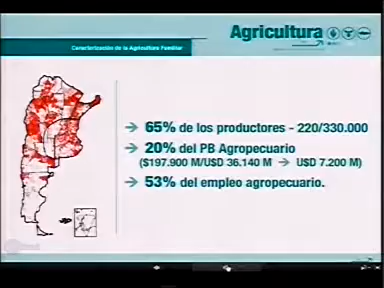 Agricultura
Caracterización de la Agricultura Familiar
→ 65% de los productores - 220/330.000
→ 20% del PB Agropecuario
($197.900 M/U$D 36.140 M → U$D 7.200 M)
→ 53% del empleo agropecuario.